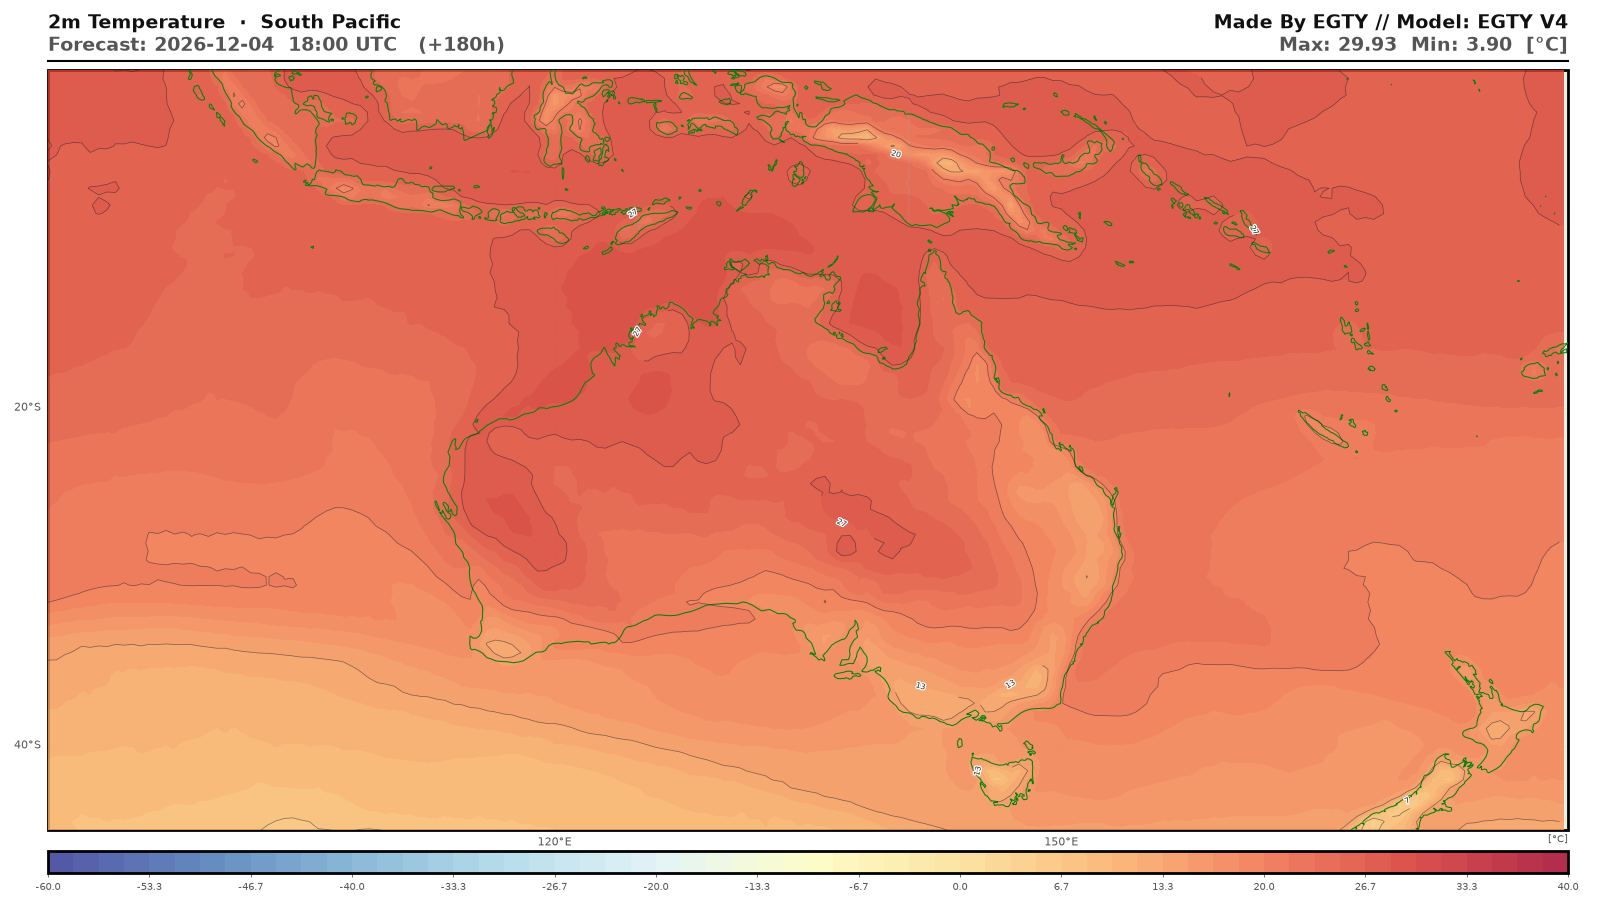 2m Temperature · South Pacific
Made By EGTY // Model: EGTY V4
Forecast: 2026-12-04 18:00 UTC (+180h)
Max: 29.93 Min: 3.90 [°C]
20
27
27
27
20°S
27
13
13
40°S
13
7
120°E
150°E
[°C]
-60.0 -53.3 -46.7 -40.0 -33.3 -26.7 -20.0 -13.3 -6.7 0.0 6.7 13.3 20.0 26.7 33.3 40.0